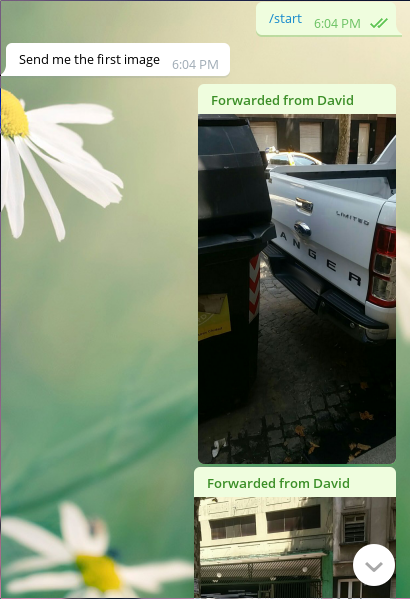 /start
6:04 PM
Send me the first image
6:04 PM
Forwarded from David
LIMITED
ANGER
Forwarded from David